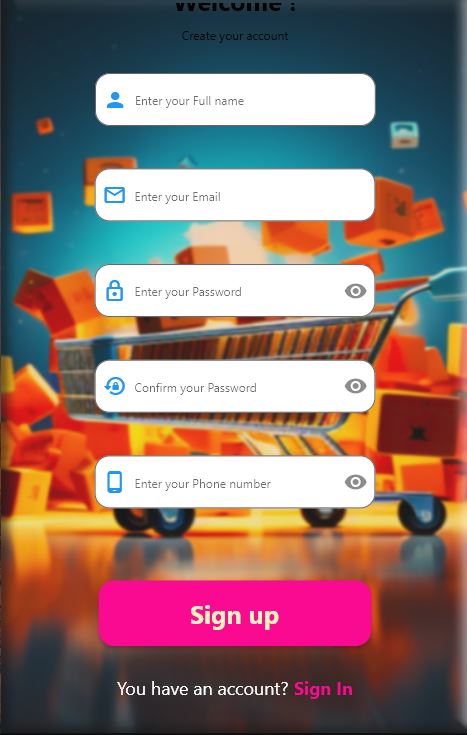 Welcome !
Create your account
Enter your Full name
Enter your Email
Enter your Password
Confirm your Password
Enter your Phone number
Sign up
You have an account? Sign In